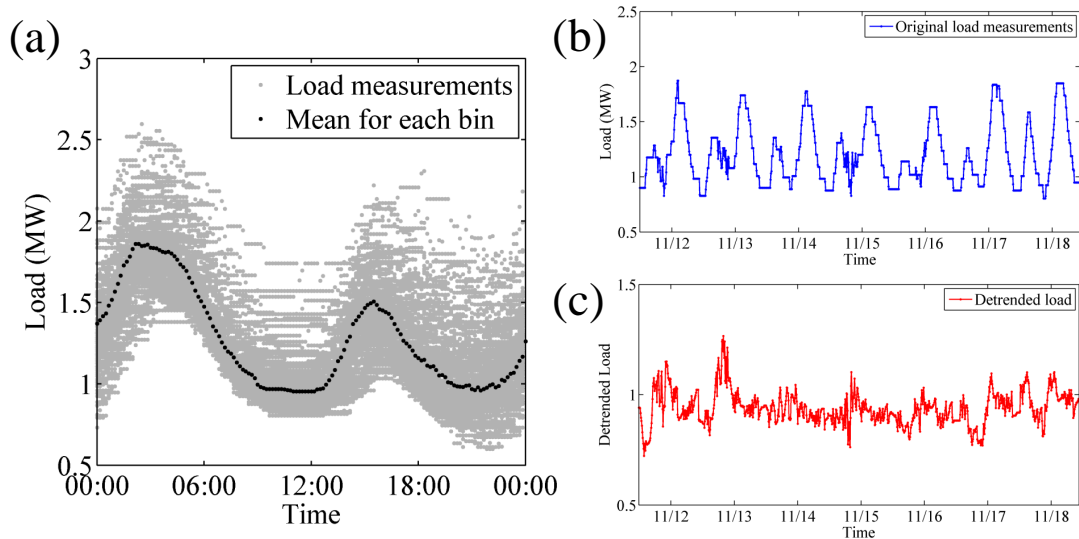 (a)
3
2.5
2
1.5
1
0.5
Load (MW)
Load measurements
Mean for each bin
00:00 06:00 12:00 18:00 00:00
Time
(b)
2.5
2
1.5
1
0.5
Load (MW)
Original load measurements
11/12 11/13 11/14 11/15 11/16 11/17 11/18
Time
(c)
1.5
1
0.5
Detrended Load
Detrended load
11/12 11/13 11/14 11/15 11/16 11/17 11/18
Time